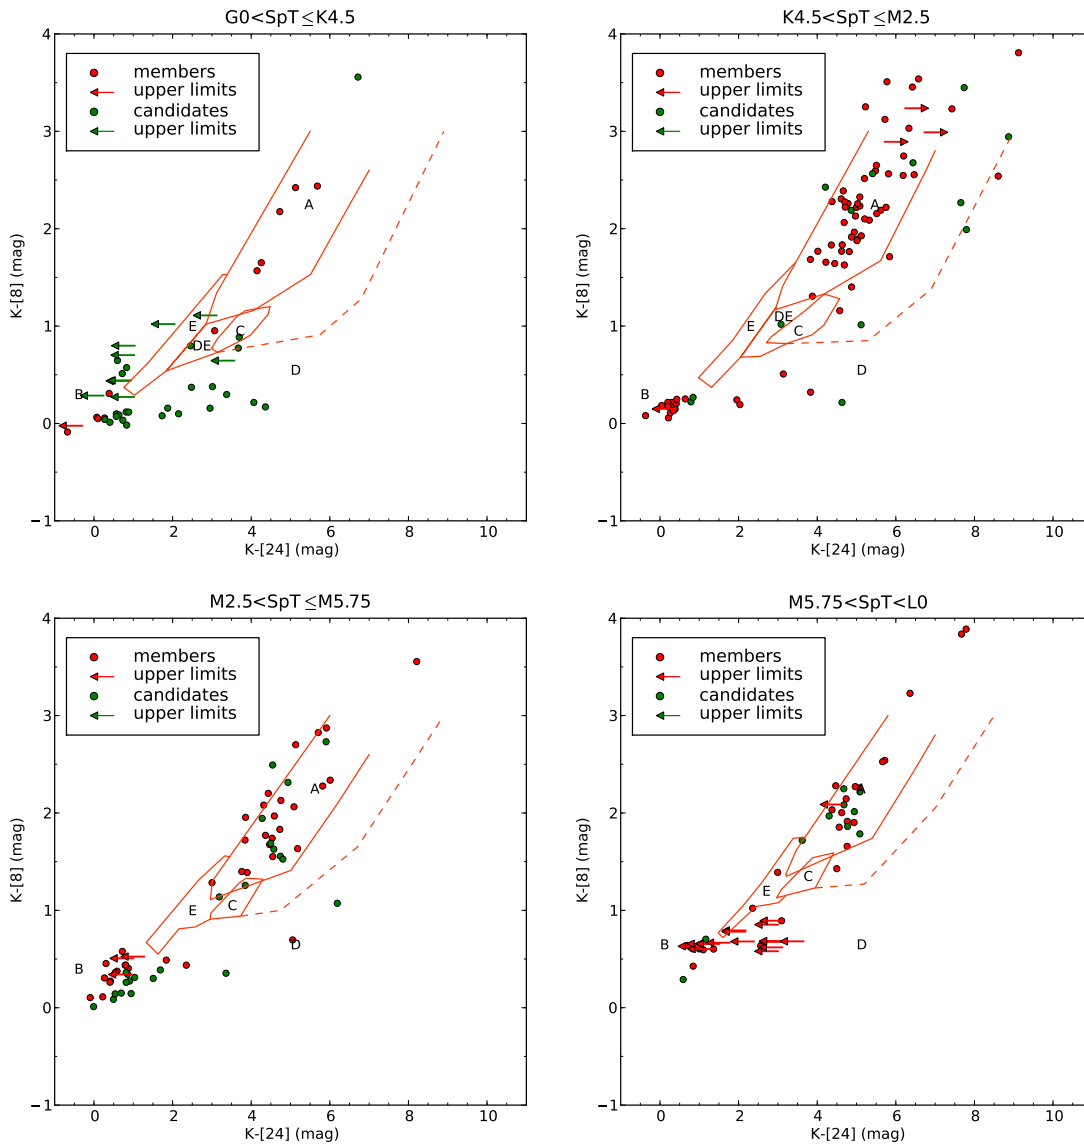 G0<SpT≤K4.5
4
3
2
1
0
−1
K-[8] (mag)
members
upper limits
candidates
upper limits
A
B
C
D
E
DE
0 2 4 6 8 10
K-[24] (mag)
K4.5<SpT≤M2.5
4
3
2
1
0
−1
K-[8] (mag)
members
upper limits
candidates
upper limits
A
B
C
D
E
DE
0 2 4 6 8 10
K-[24] (mag)
M2.5<SpT≤M5.75
4
3
2
1
0
−1
K-[8] (mag)
members
upper limits
candidates
upper limits
A
B
C
D
E
0 2 4 6 8 10
K-[24] (mag)
M5.75<SpT<L0
4
3
2
1
0
−1
K-[8] (mag)
members
upper limits
candidates
upper limits
A
B
C
D
E
0 2 4 6 8 10
K-[24] (mag)